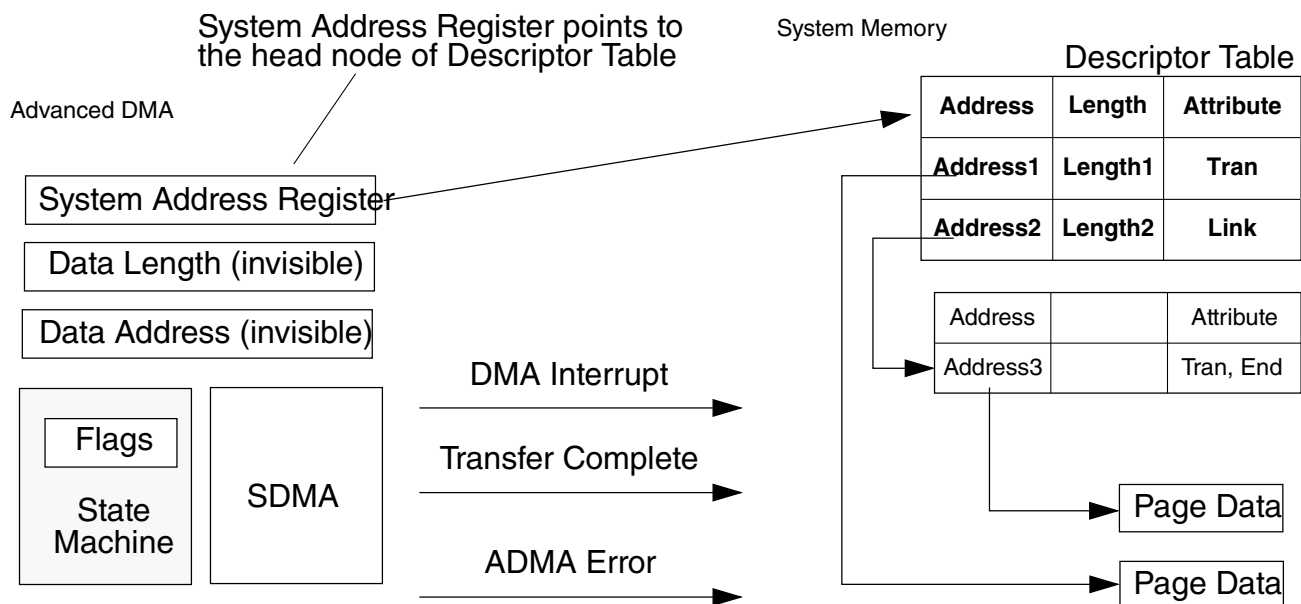 System Address Register points to
the head node of Descriptor Table
System Memory
Descriptor Table
Advanced DMA
Address Length Attribute
Address1 Length1 Tran
Address2 Length2 Link
System Address Register
Data Length (invisible)
Data Address (invisible)
Address Attribute
Address3 Tran, End
Flags
State
Machine
SDMA
DMA Interrupt
Transfer Complete
ADMA Error
Page Data
Page Data